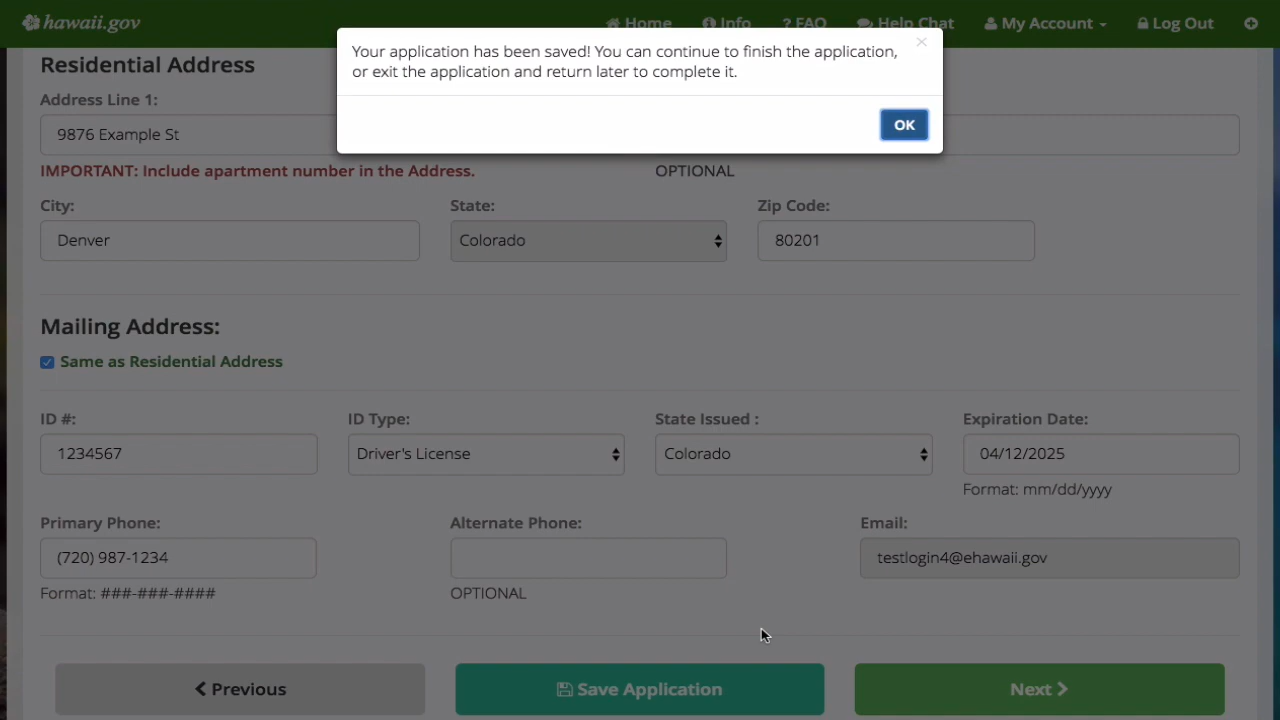 hawaii.gov
Home Info ? FAQ Help Chat My Account Log Out
Your application has been saved! You can continue to finish the application,
or exit the application and return later to complete it.
×
OK
Residential Address
Address Line 1:
9876 Example St
IMPORTANT: Include apartment number in the Address.
OPTIONAL
City: State: Zip Code:
Denver Colorado 80201
Mailing Address:
Same as Residential Address
ID #: ID Type: State Issued : Expiration Date:
1234567 Driver's License Colorado 04/12/2025
Format: mm/dd/yyyy
Primary Phone: Alternate Phone: Email:
(720) 987-1234 testlogin4@ehawaii.gov
Format: ###-###-#### OPTIONAL
Previous Save Application Next